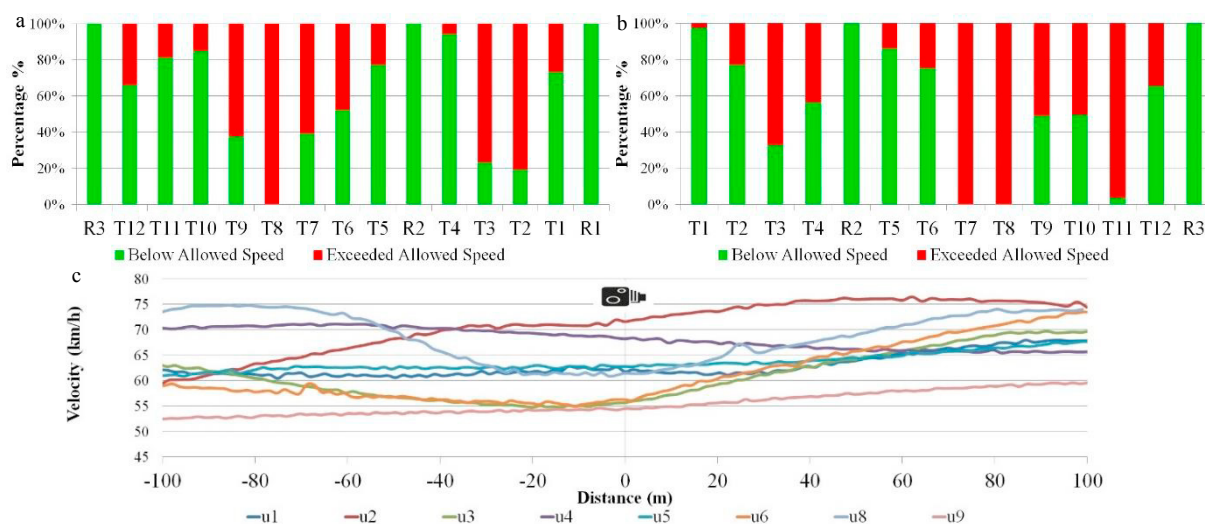 a
Percentage %
100%
80%
60%
40%
20%
0%
R3 T12 T11 T10 T9 T8 T7 T6 T5 R2 T4 T3 T2 T1 R1
Below Allowed Speed Exceeded Allowed Speed
b
Percentage %
100%
80%
60%
40%
20%
0%
T1 T2 T3 T4 R2 T5 T6 T7 T8 T9 T10 T11 T12 R3
Below Allowed Speed Exceeded Allowed Speed
c
Velocity (km/h)
80
75
70
65
60
55
50
45
-100 -80 -60 -40 -20 0 20 40 60 80 100
Distance (m)
u1 u2 u3 u4 u5 u6 u8 u9